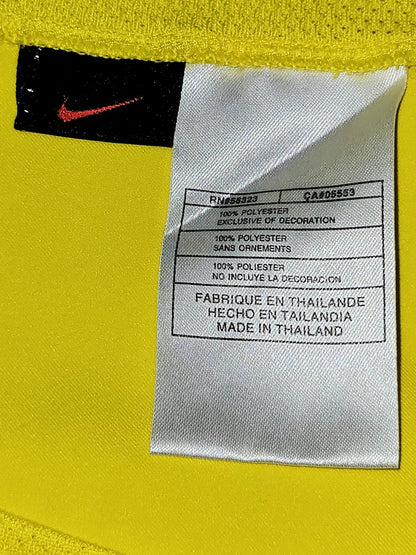 RN#56323 CA#05553
100% POLYESTER
EXCLUSIVE OF DECORATION
100% POLYESTER
SANS ORNEMENTS
100% POLIESTER
NO INCLUYE LA DECORACION
FABRIQUE EN THAILANDE
HECHO EN TAILANDIA
MADE IN THAILAND